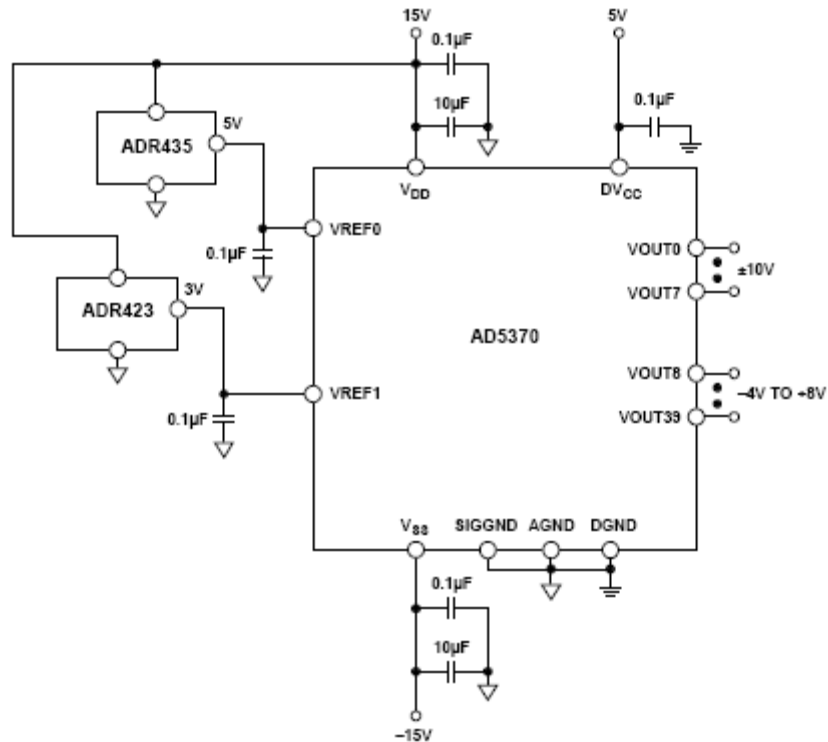 15V
5V
0.1µF
10µF
0.1µF
ADR435
5V
VDD
DVCC
VREF0
0.1µF
VOUT0
±10V
VOUT7
ADR423
3V
AD5370
VREF1
0.1µF
VOUT8
–4V TO +8V
VOUT39
VSS
SIGGND
AGND
DGND
0.1µF
10µF
–15V